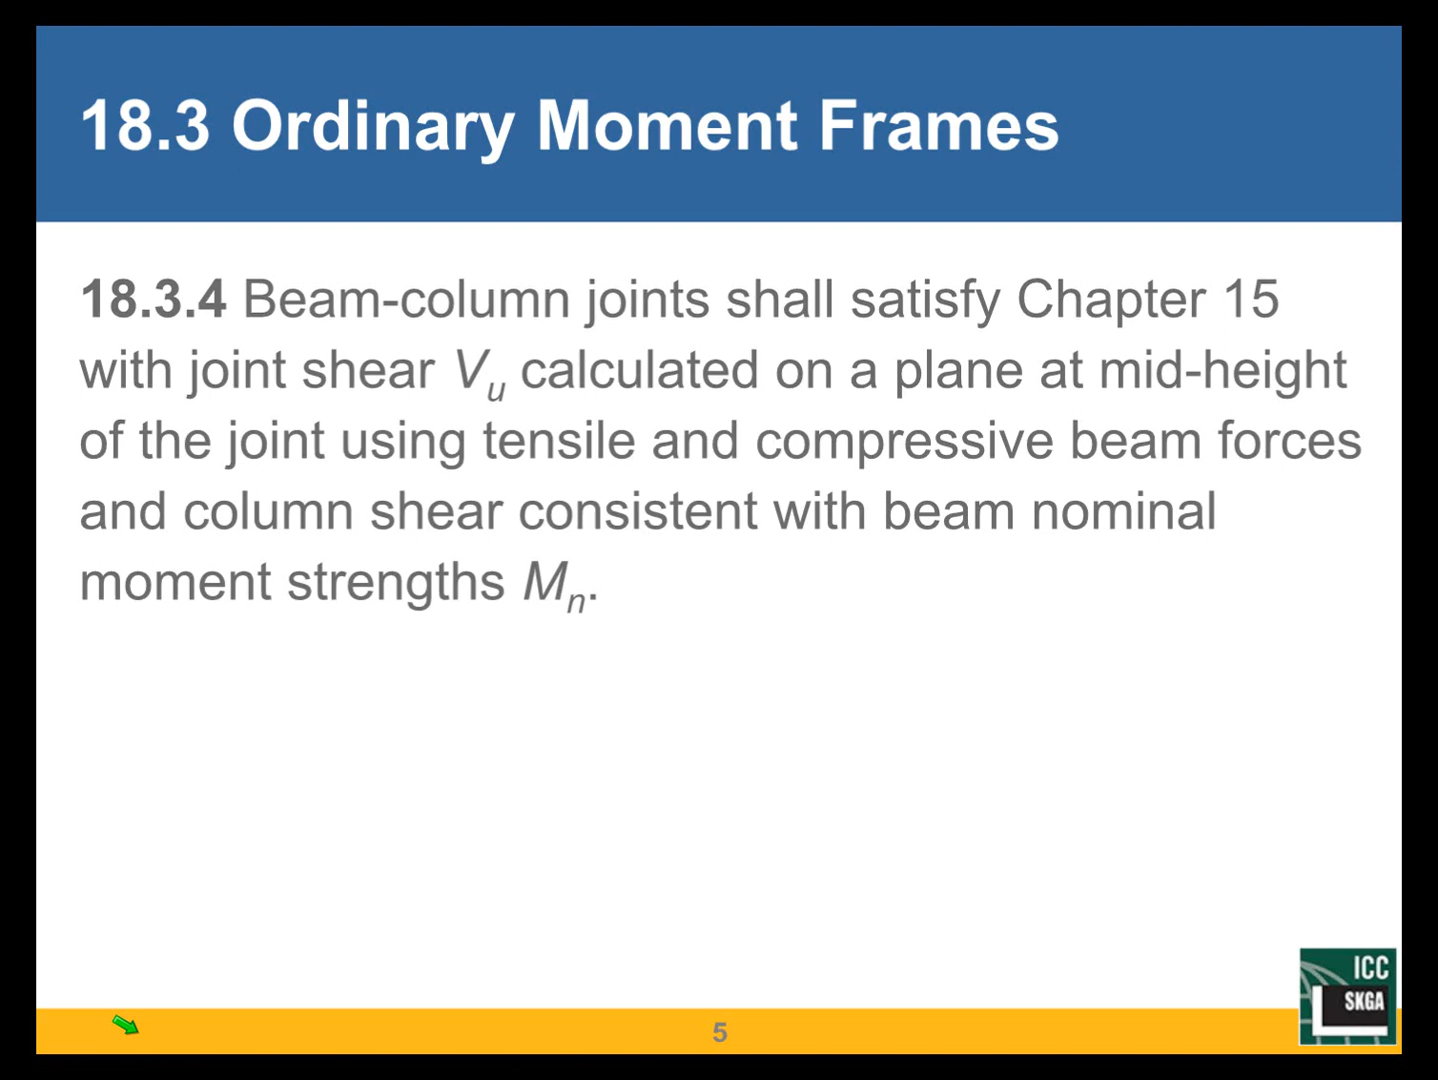 18.3 Ordinary Moment Frames
18.3.4 Beam-column joints shall satisfy Chapter 15
with joint shear Vu calculated on a plane at mid-height
of the joint using tensile and compressive beam forces
and column shear consistent with beam nominal
moment strengths Mn.
ICC
SKGA
5